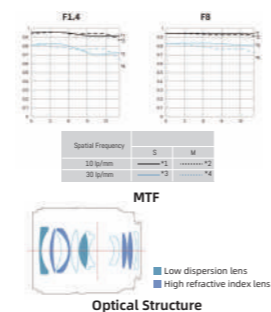 F1.4 F8
Spatial Frequency
S M
10 lp/mm *1 *2
30 lp/mm *3 *4
MTF
Low dispersion lens
High refractive index lens
Optical Structure